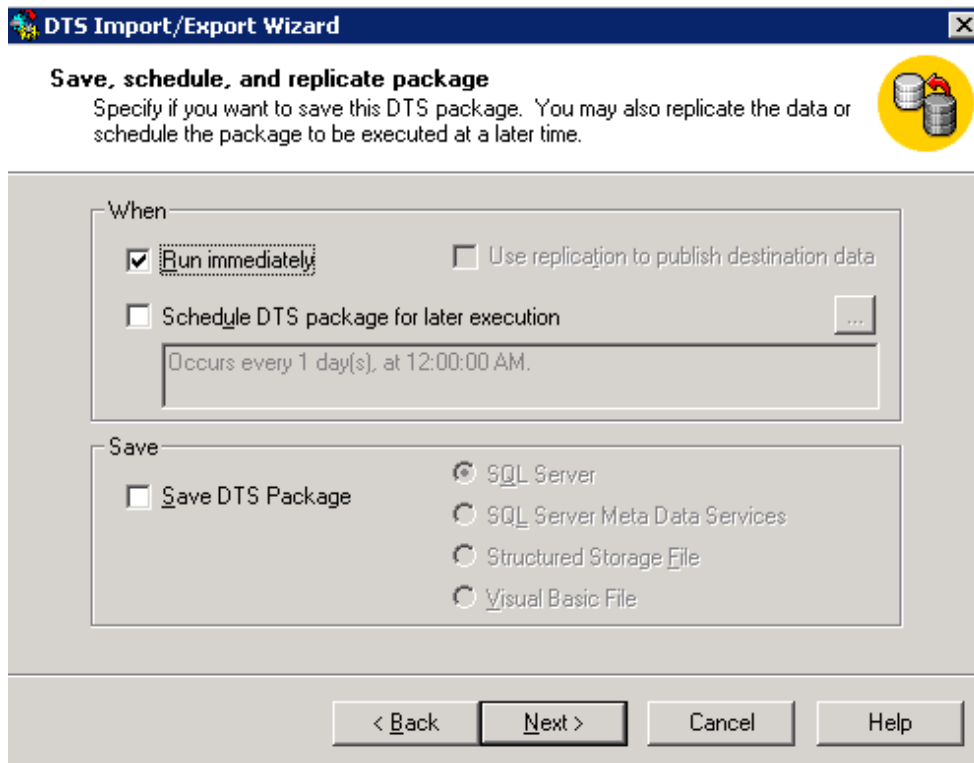 DTS Import/Export Wizard
Save, schedule, and replicate package
Specify if you want to save this DTS package. You may also replicate the data or
schedule the package to be executed at a later time.
When
Run immediately
Use replication to publish destination data
Schedule DTS package for later execution
...
Occurs every 1 day(s), at 12:00:00 AM.
Save
Save DTS Package
SQL Server
SQL Server Meta Data Services
Structured Storage File
Visual Basic File
< Back
Next >
Cancel
Help